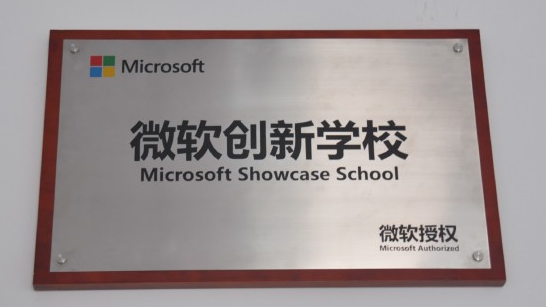 Microsoft
微软创新学校
Microsoft Showcase School
微软授权
Microsoft Authorized